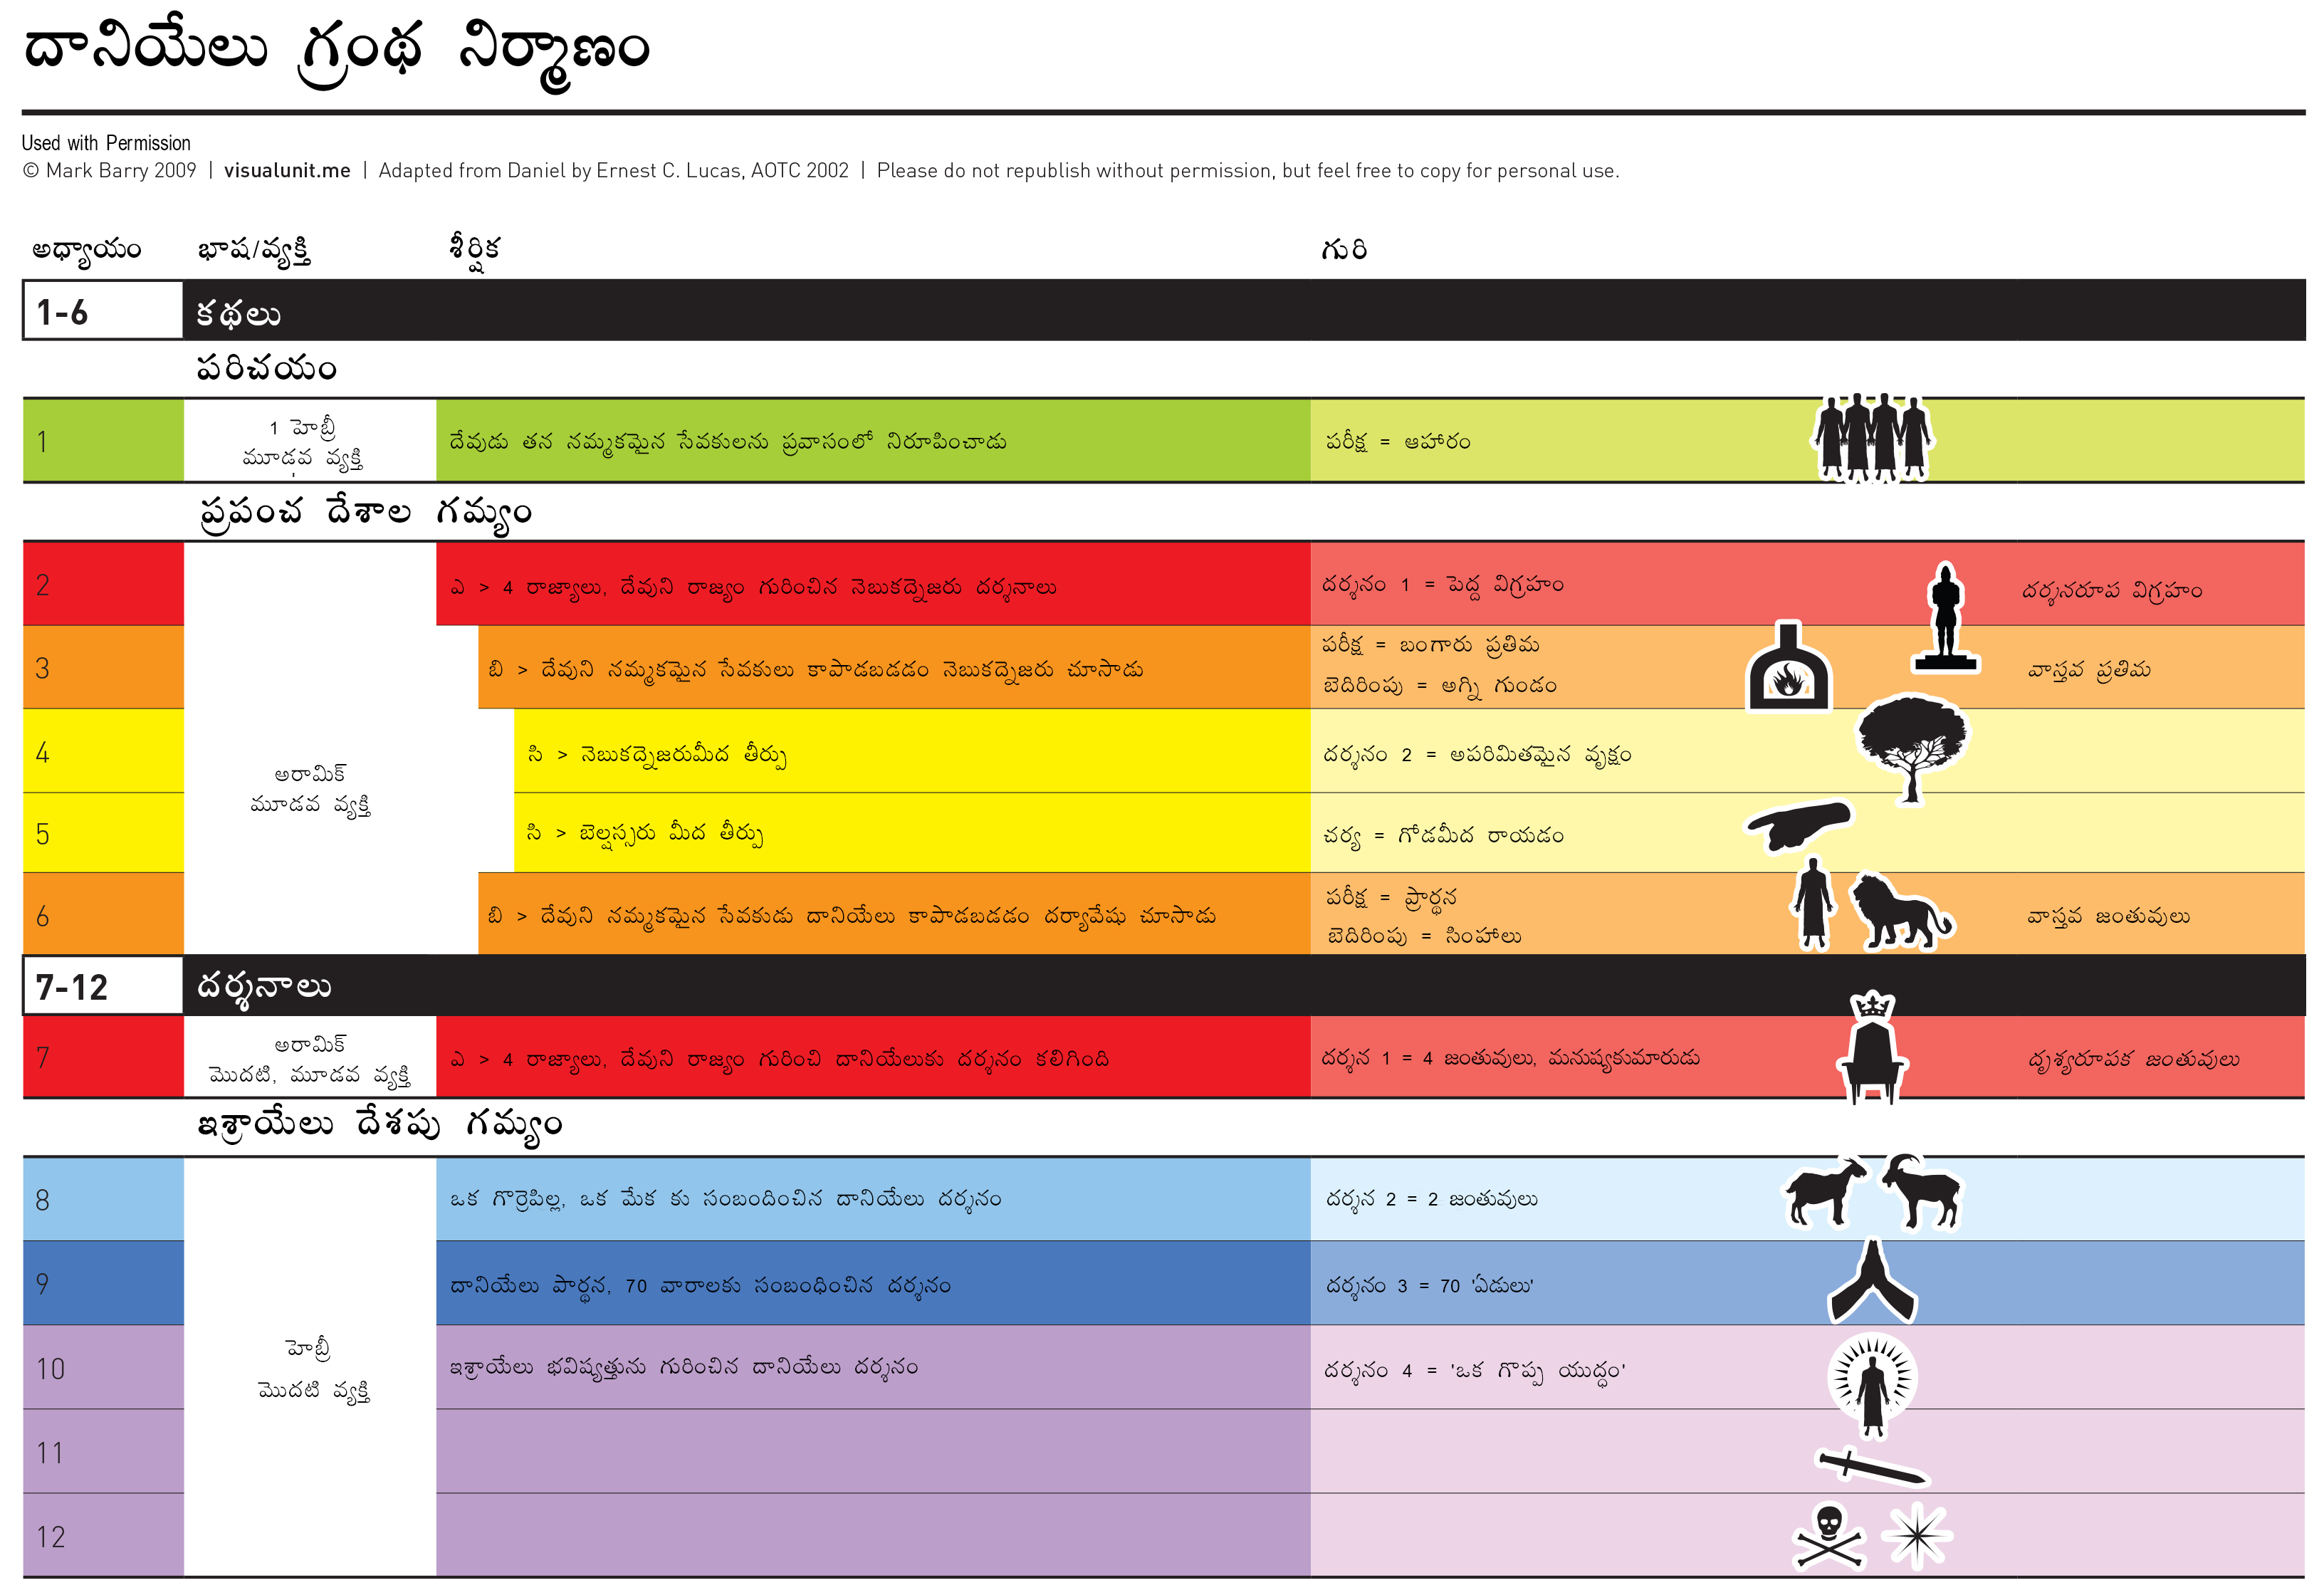 దానియేలు గ్రంథ నిర్మాణం
Used with Permission
© Mark Barry 2009 | visualunit.me | Adapted from Daniel by Ernest C. Lucas, AOTC 2002 | Please do not republish without permission, but feel free to copy for personal use.
అధ్యాయం భాష/వ్యక్తి శీర్షిక గురి
1-6 కథలు
పరిచయం
1 1 హెబ్రీ
మూడవ వ్యక్తి
దేవుడు తన నమ్మకమైన సేవకులను ప్రవాసంలో నిరూపించాడు
పరీక్ష = ఆహారం
ప్రపంచ దేశాల గమ్యం
అరామిక్
మూడవ వ్యక్తి
2 ఎ > 4 రాజ్యాలు, దేవుని రాజ్యం గురించిన నెబుకద్నెజరు దర్శనాలు
దర్శనం 1 = పెద్ద విగ్రహం
దర్శనరూప విగ్రహం
3 బి > దేవుని నమ్మకమైన సేవకులు కాపాడబడడం నెబుకద్నెజరు చూసాడు
పరీక్ష = బంగారు ప్రతిమ
బెదిరింపు = అగ్ని గుండం
వాస్తవ ప్రతిమ
4 సి > నెబుకద్నెజరుమీద తీర్పు
దర్శనం 2 = అపరిమితమైన వృక్షం
5 సి > బెల్షస్సరు మీద తీర్పు
చర్య = గోడమీద రాయడం
6 బి > దేవుని నమ్మకమైన సేవకుడు దానియేలు కాపాడబడడం దర్యావేషు చూసాడు
పరీక్ష = ప్రార్థన
బెదిరింపు = సింహాలు
వాస్తవ జంతువులు
7-12 దర్శనాలు
7 అరామిక్
మొదటి, మూడవ వ్యక్తి
ఎ > 4 రాజ్యాలు, దేవుని రాజ్యం గురించి దానియేలుకు దర్శనం కలిగింది
దర్శన 1 = 4 జంతువులు, మనుష్యకుమారుడు
దృశ్యరూపక జంతువులు
ఇశ్రాయేలు దేశపు గమ్యం
8 ఒక గొర్రెపిల్ల, ఒక మేక కు సంబందించిన దానియేలు దర్శనం
దర్శన 2 = 2 జంతువులు
9 దానియేలు పార్థన, 70 వారాలకు సంబంధించిన దర్శనం
దర్శనం 3 = 70 'ఏడులు'
హెబ్రీ
మొదటి వ్యక్తి
10 ఇశ్రాయేలు భవిష్యత్తును గురించిన దానియేలు దర్శనం
దర్శనం 4 = 'ఒక గొప్ప యుద్ధం'
11
12